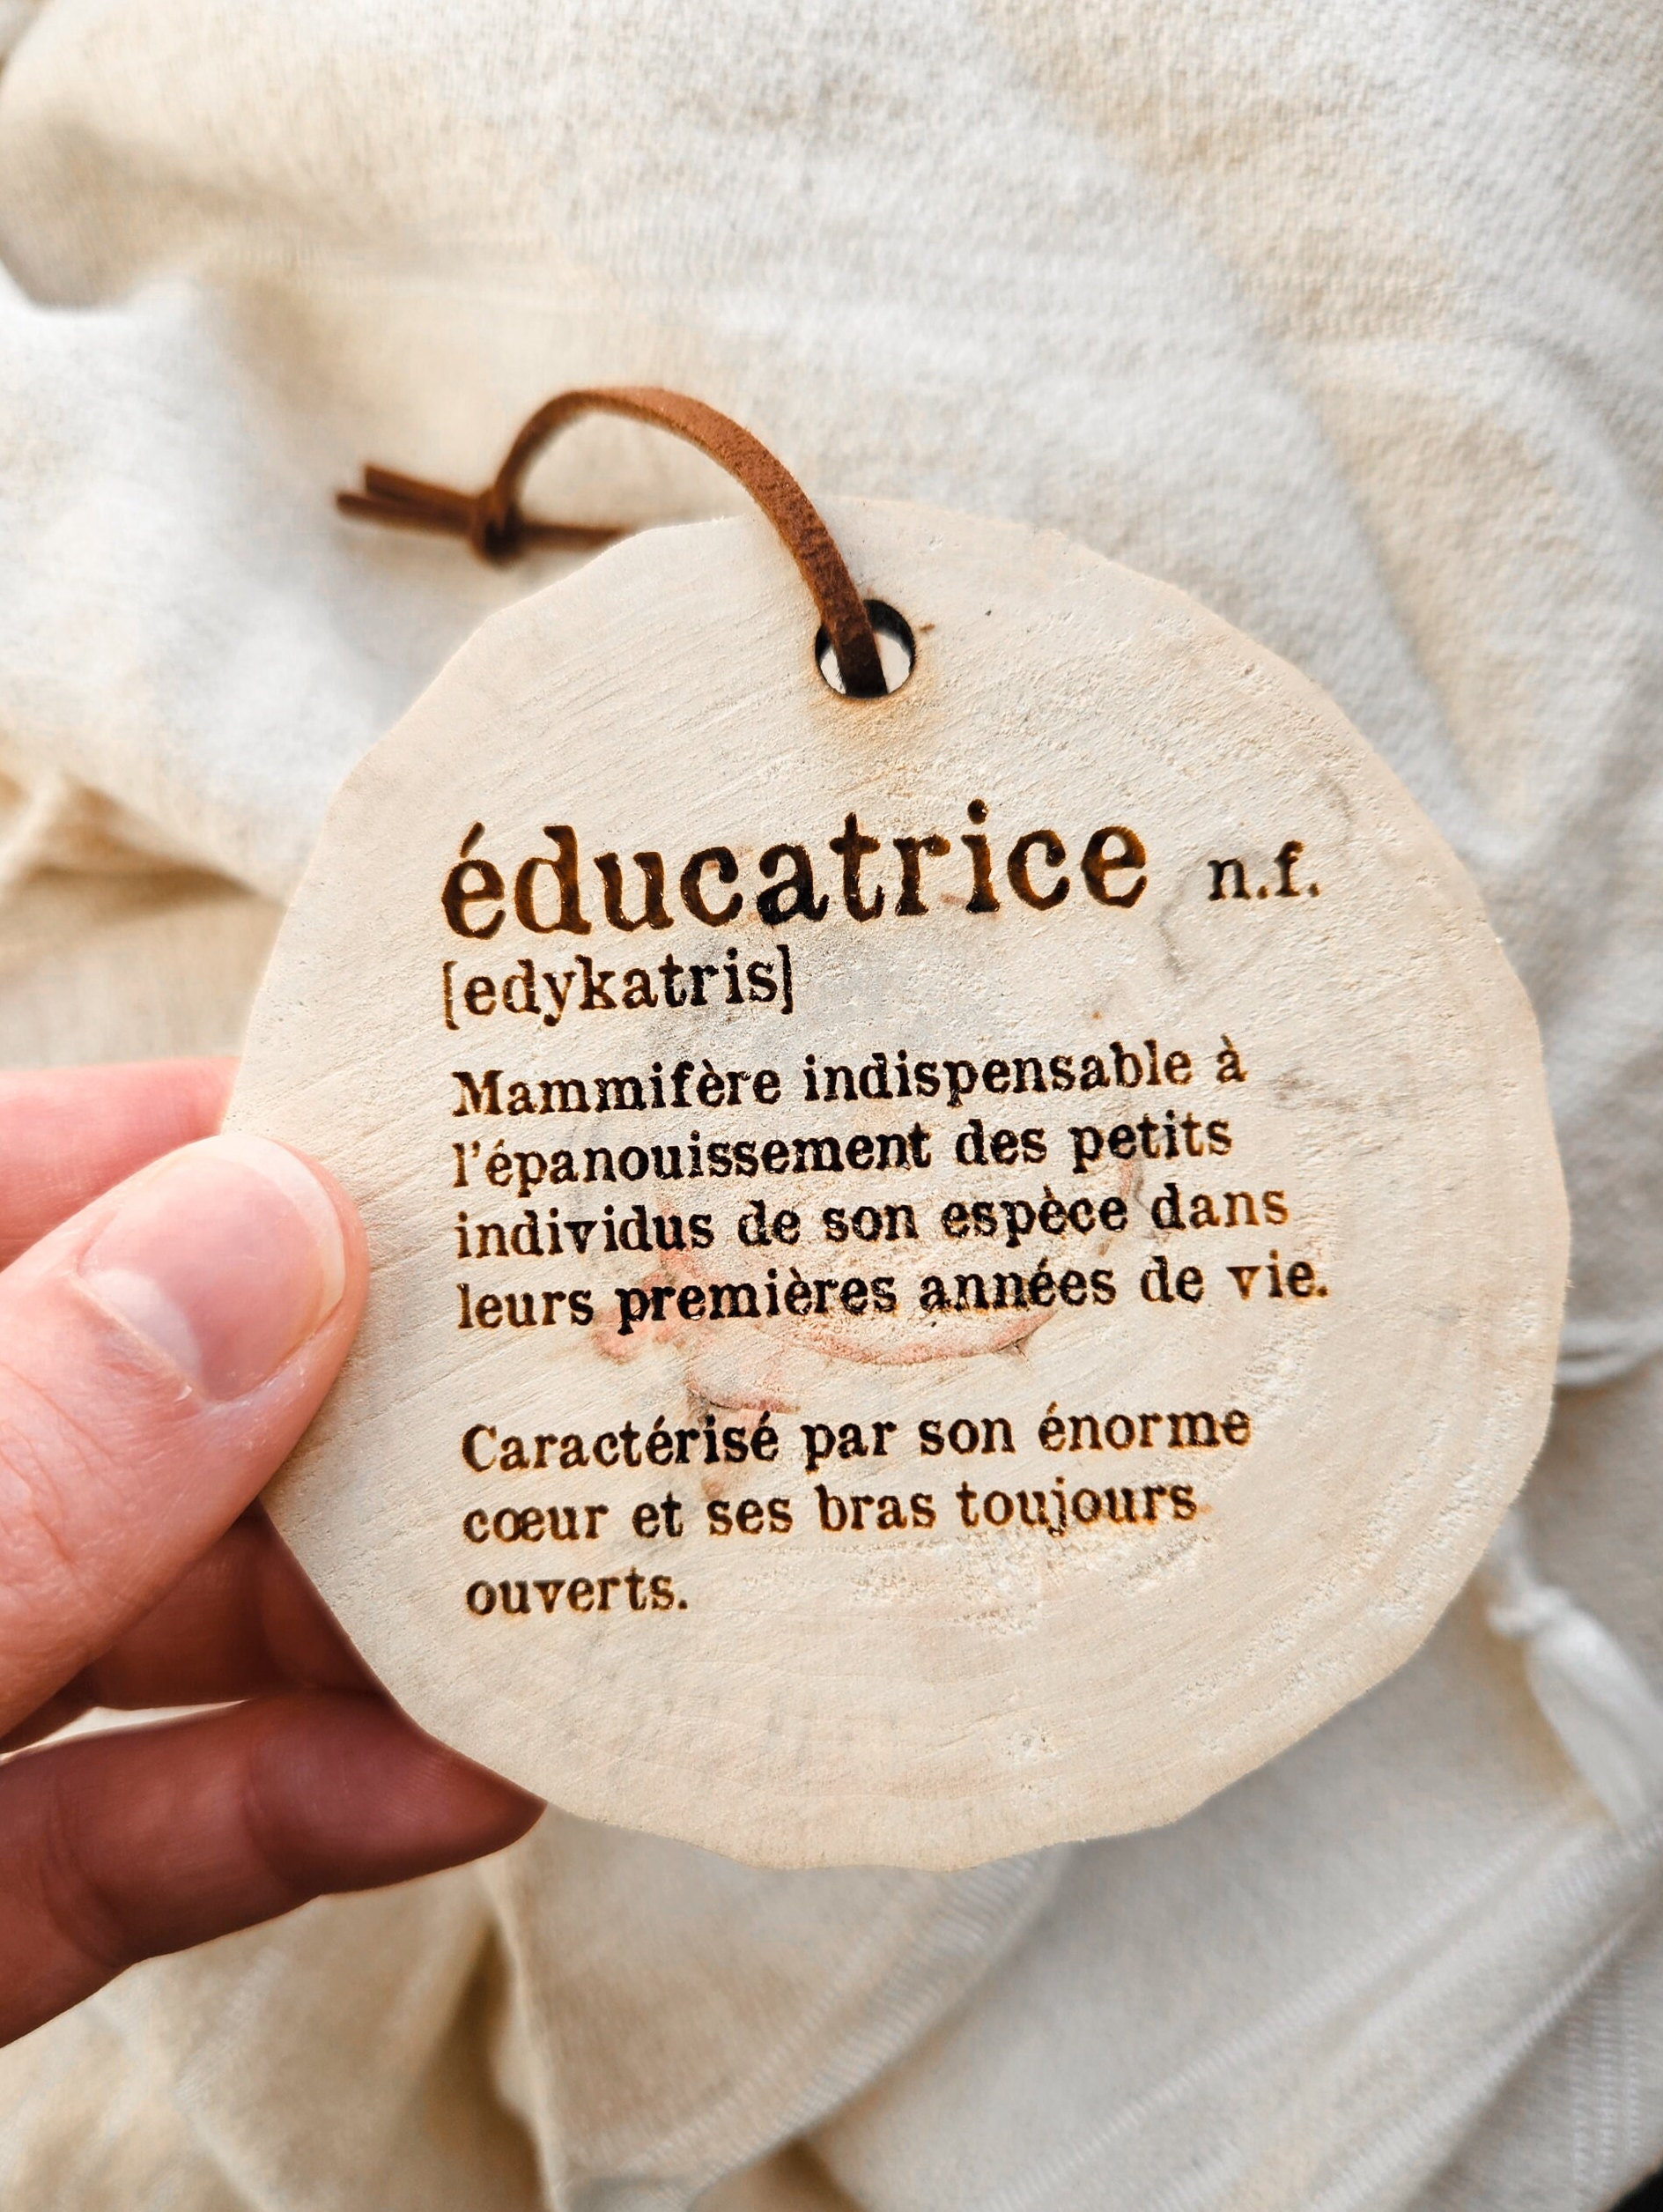 éducatrice n.f.
[edykatris]
Mammifère indispensable à
l'épanouissement des petits
individus de son espèce dans
leurs premières années de vie.
Caractérisé par son énorme
cœur et ses bras toujours
ouverts.